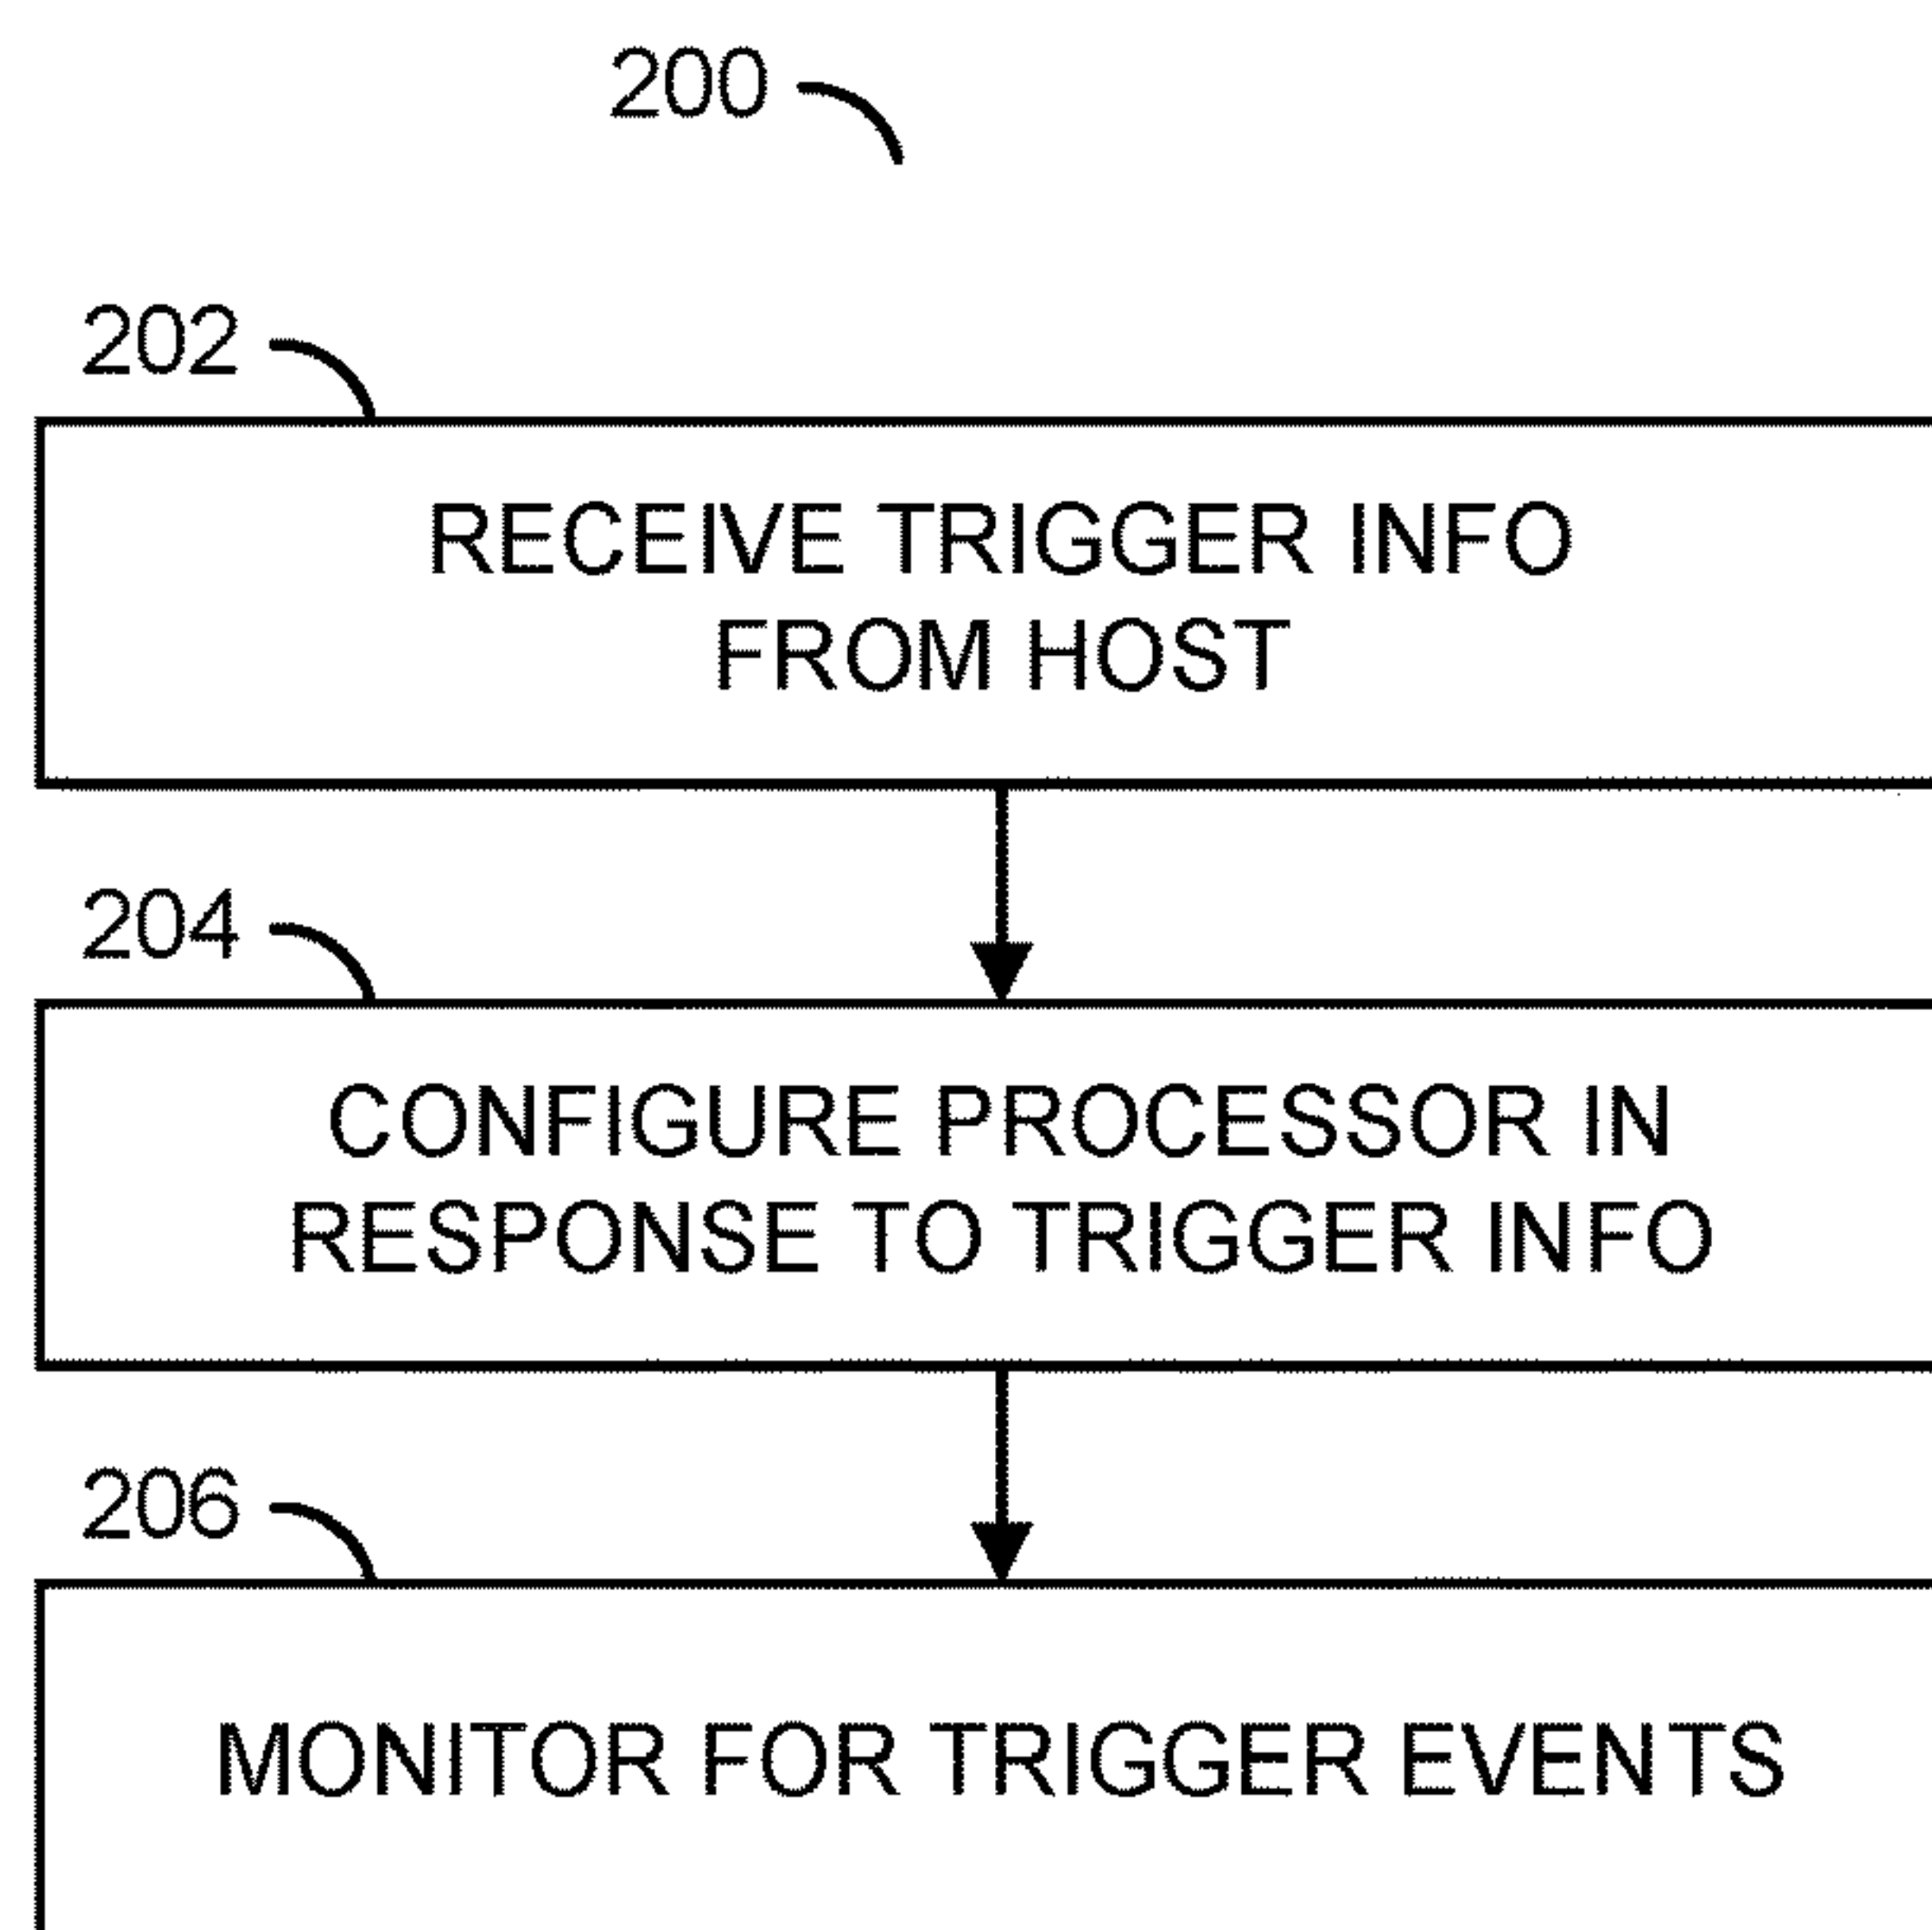 200
202
RECEIVE TRIGGER INFO
FROM HOST
204
CONFIGURE PROCESSOR IN
RESPONSE TO TRIGGER INFO
206
MONITOR FOR TRIGGER EVENTS